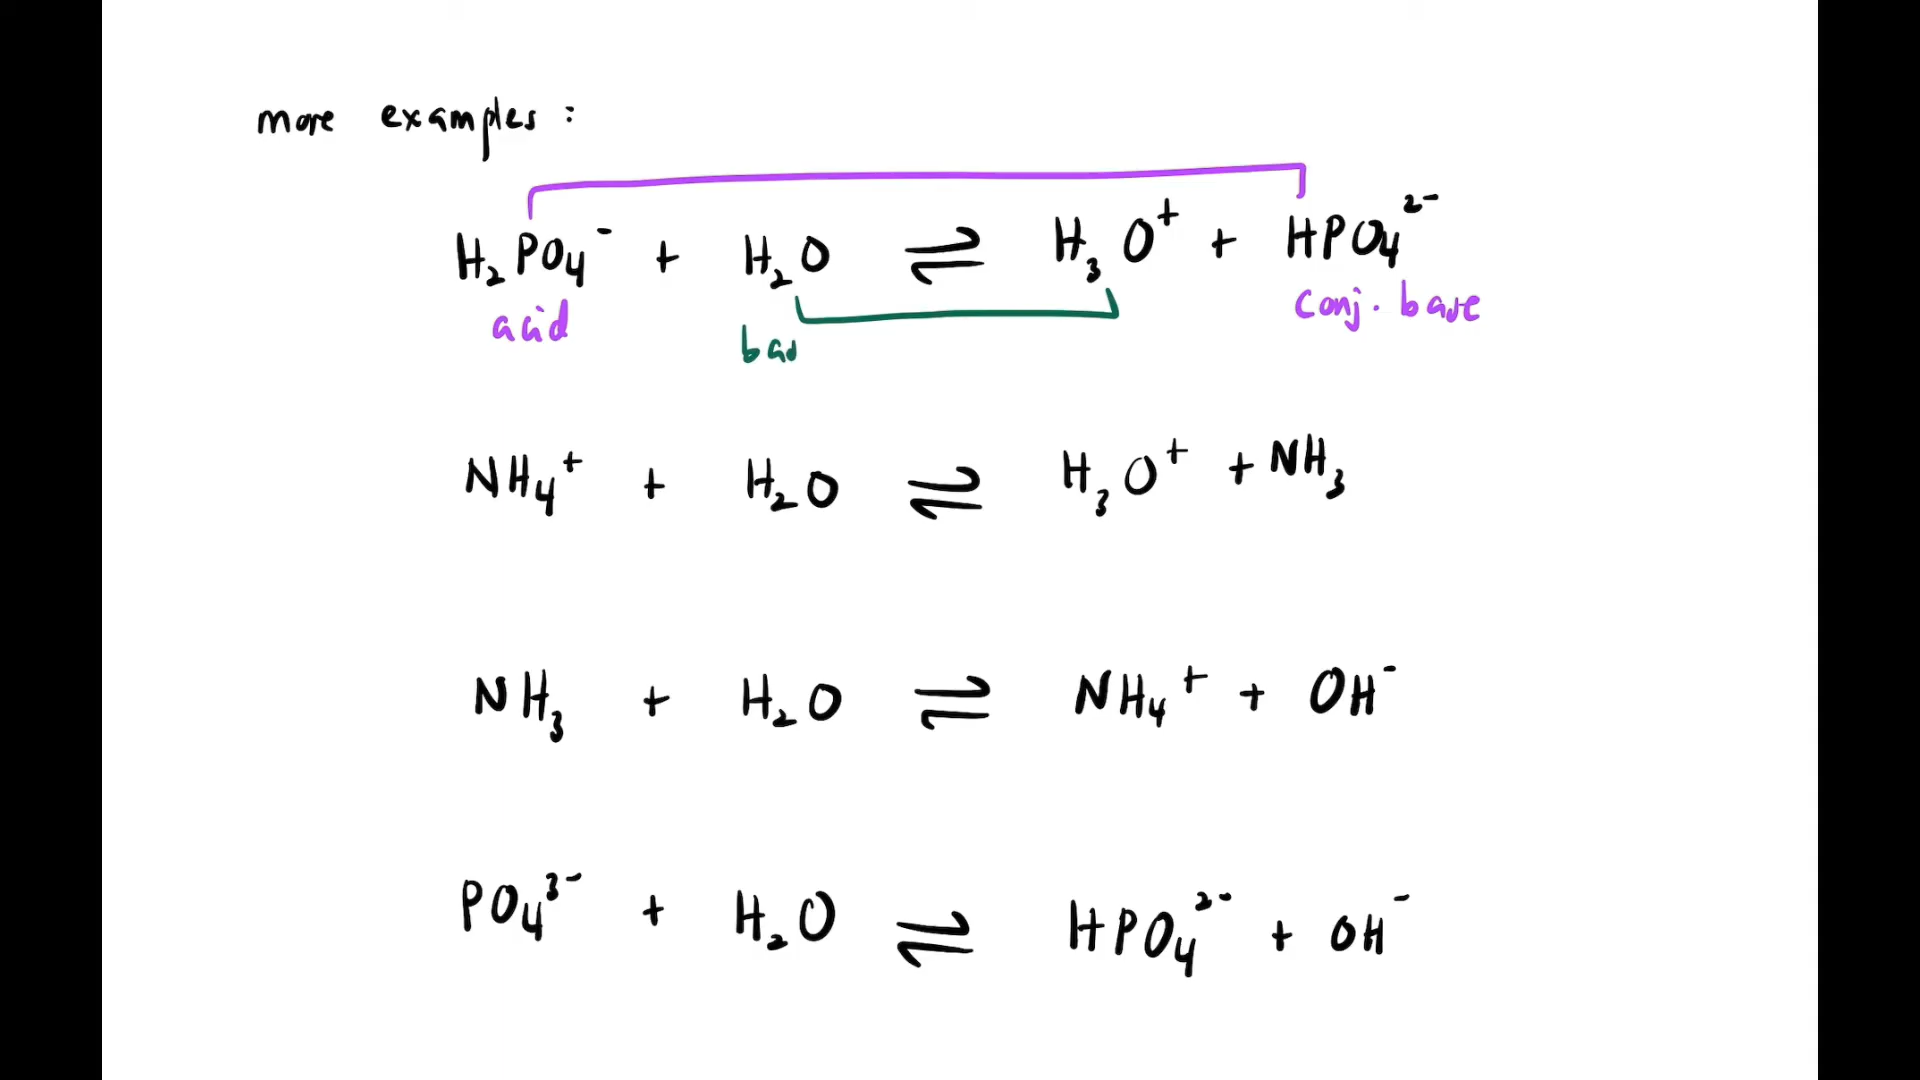 more examples :
H₂PO₄⁻ + H₂O ⇌ H₃O⁺ + HPO₄²⁻
acid bas conj. base
NH₄⁺ + H₂O ⇌ H₃O⁺ + NH₃
NH₃ + H₂O ⇌ NH₄⁺ + OH⁻
PO₄³⁻ + H₂O ⇌ HPO₄²⁻ + OH⁻